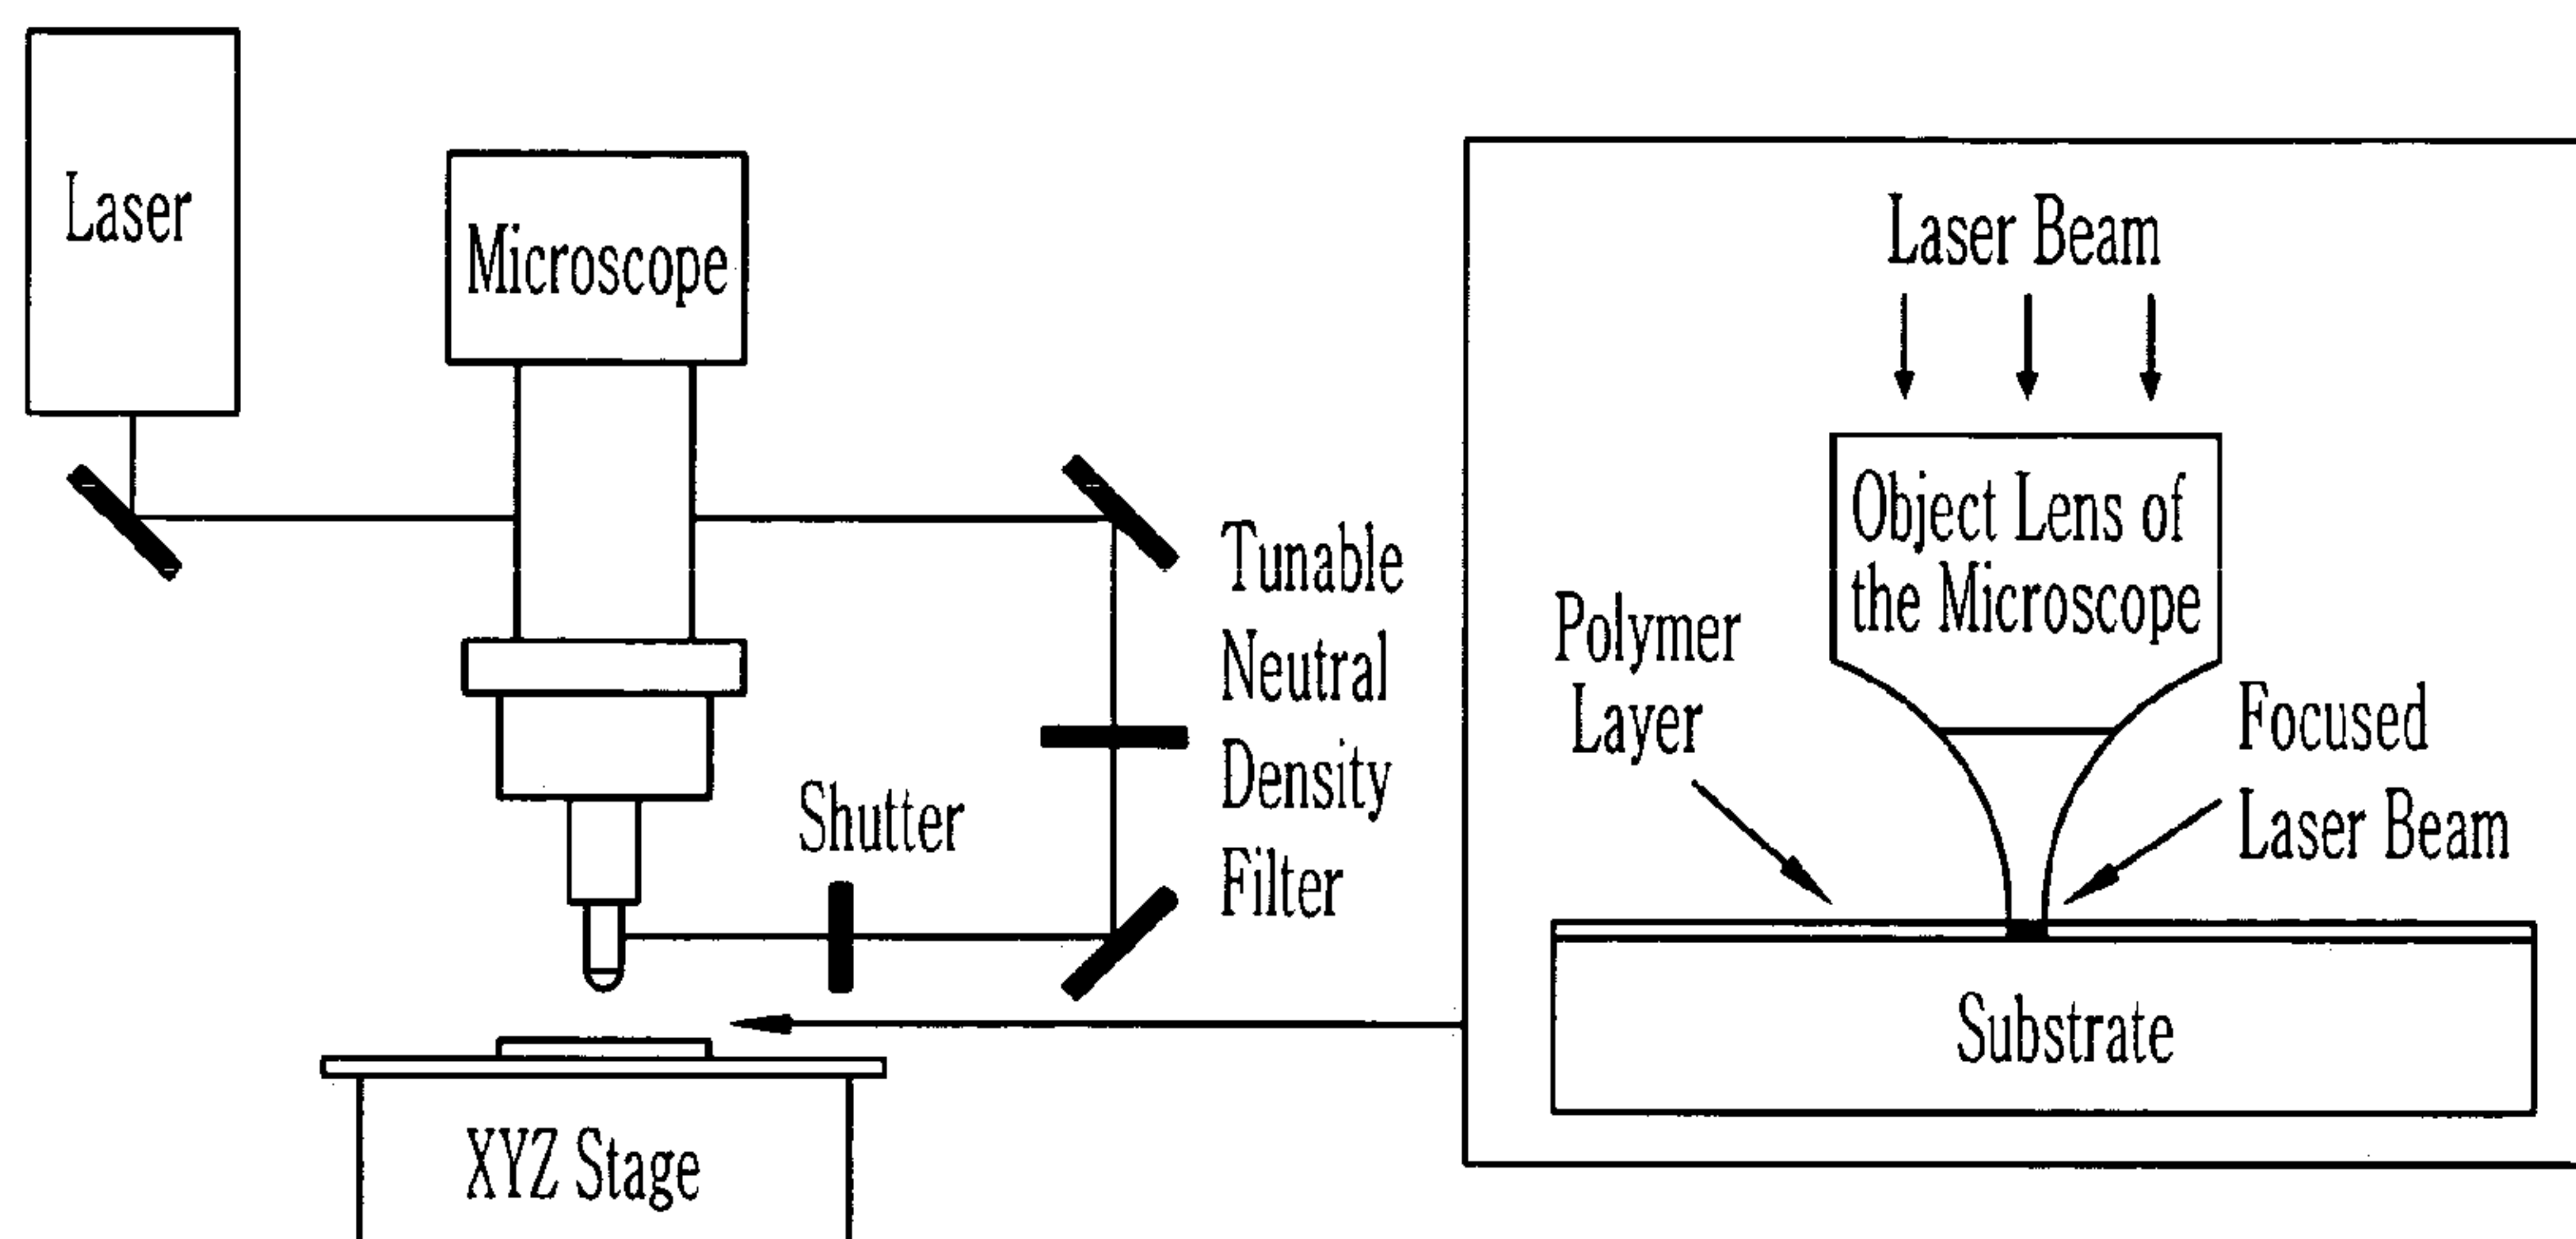 Laser
Microscope
Tunable
Neutral
Density
Filter
Shutter
XYZ Stage
Laser Beam
Object Lens of
the Microscope
Polymer
Layer
Focused
Laser Beam
Substrate